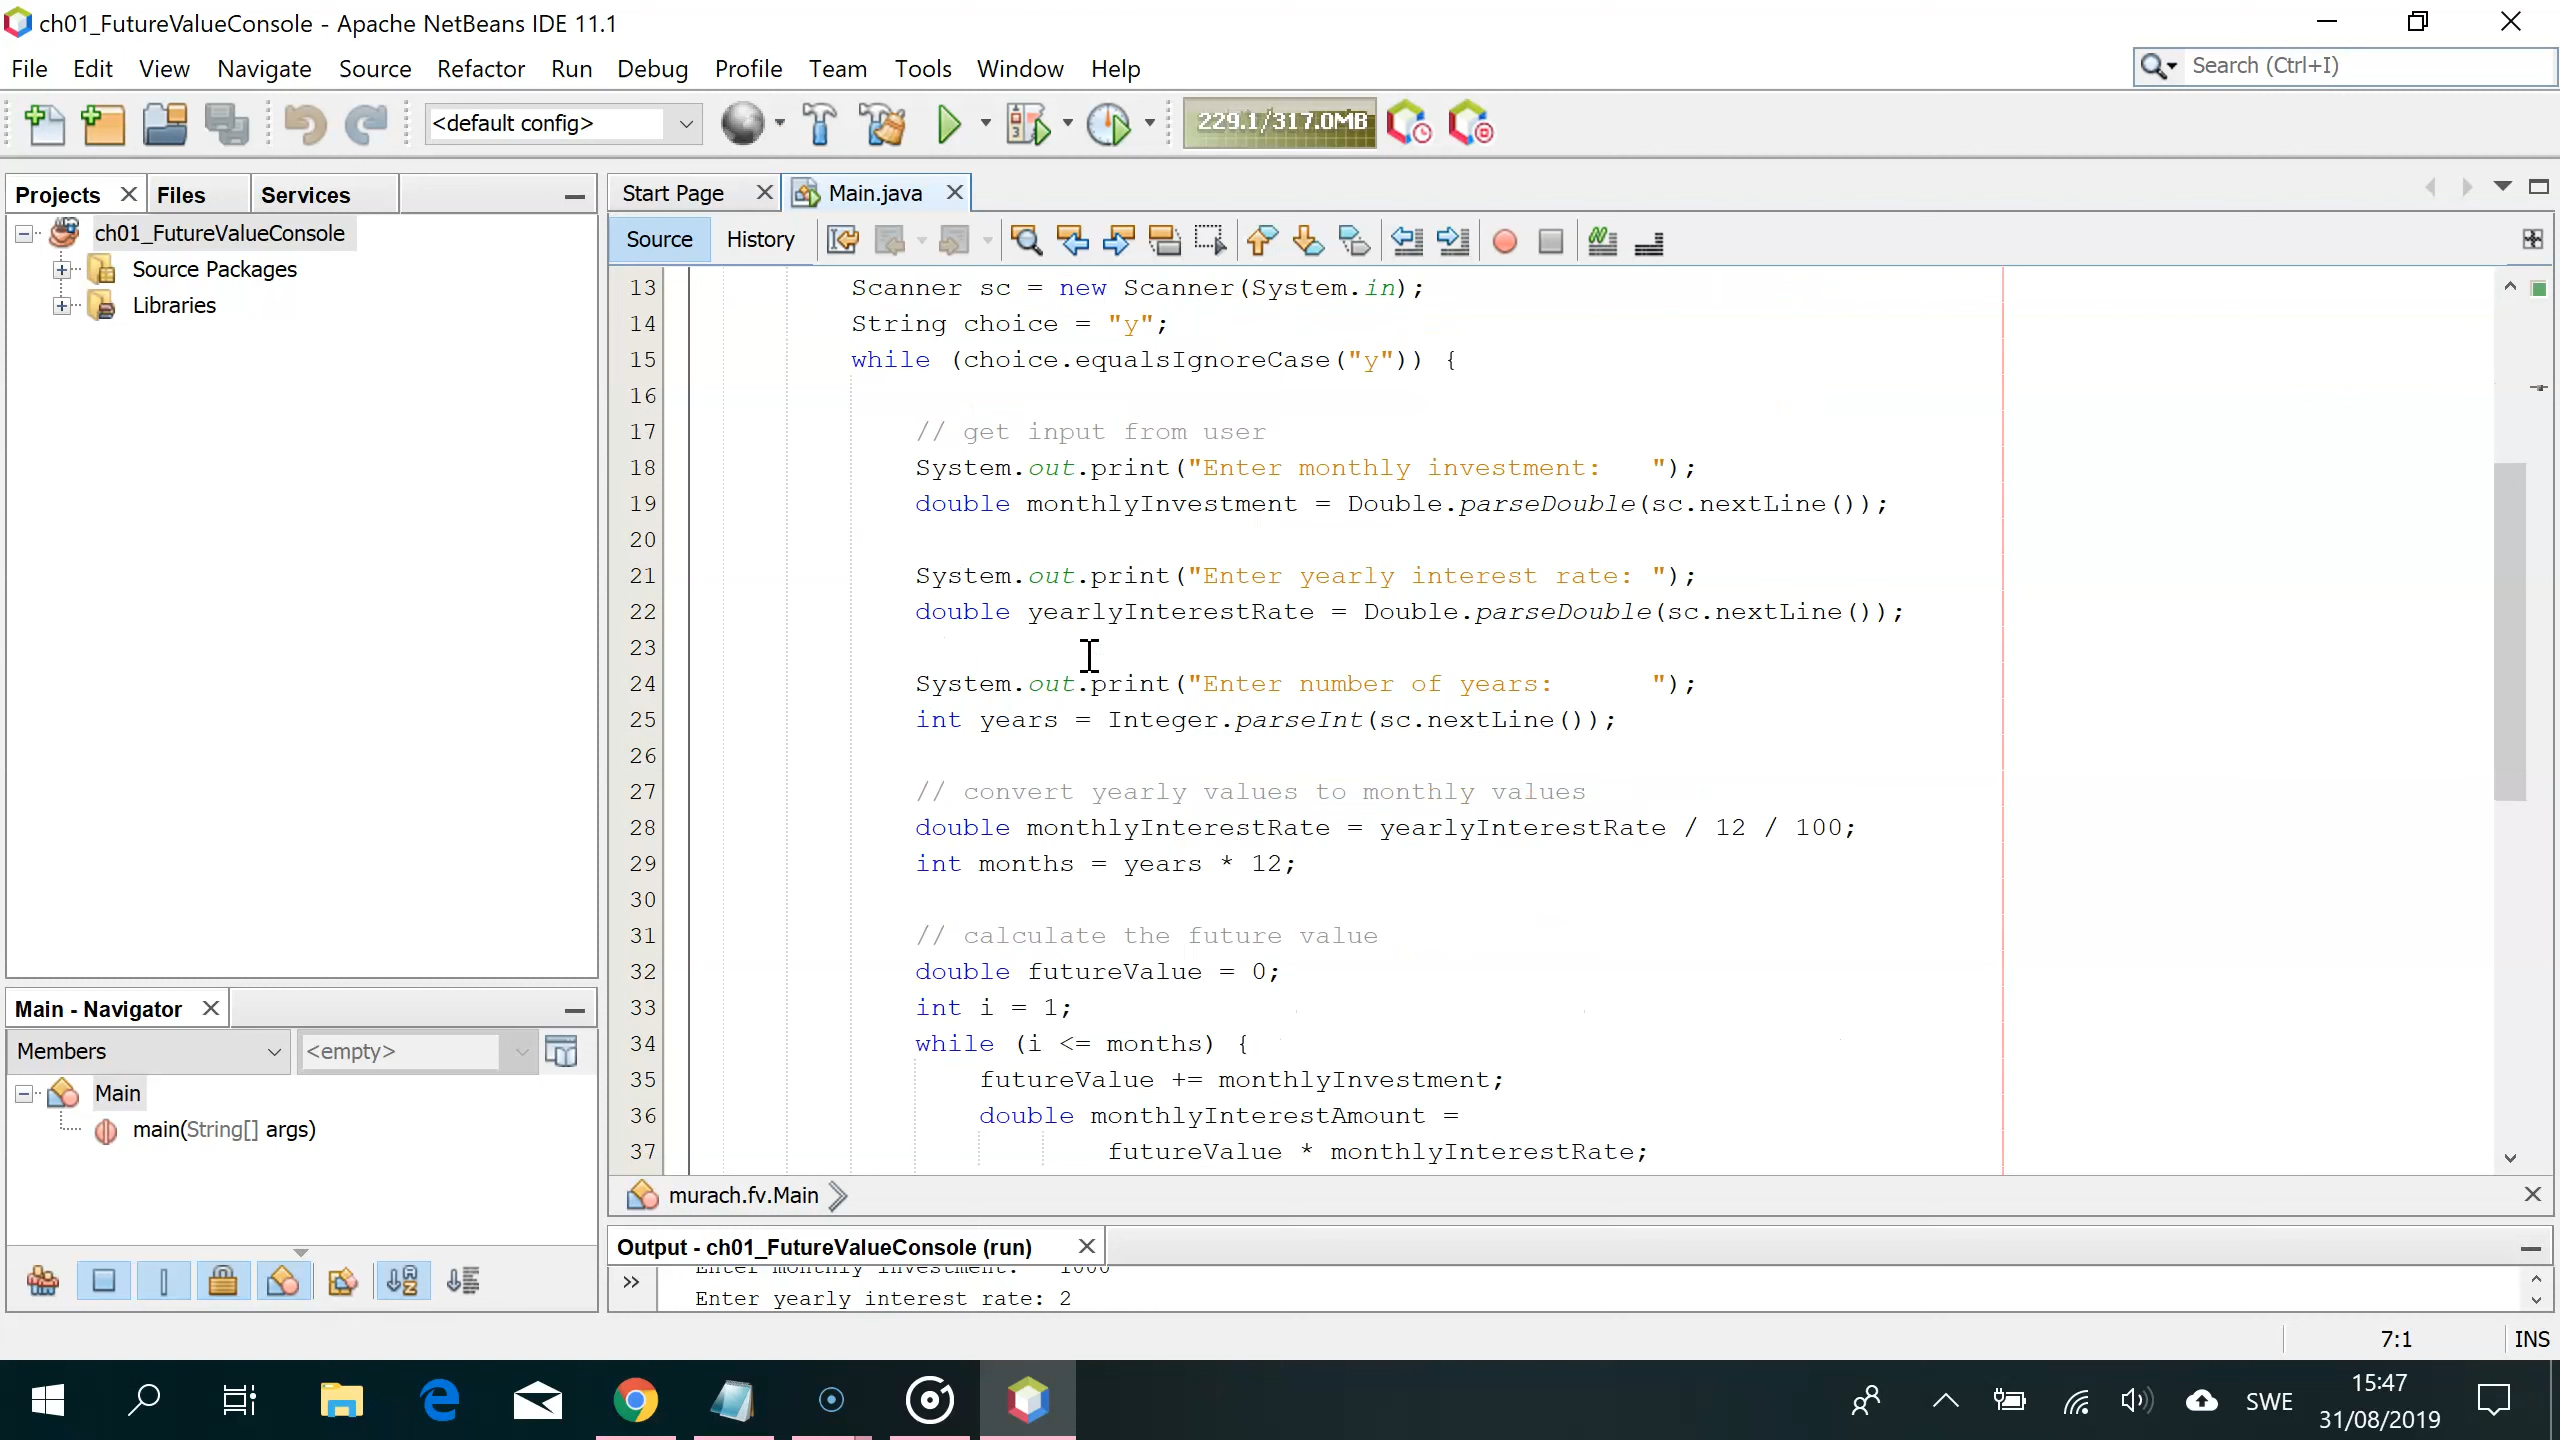 ch01_FutureValueConsole - Apache NetBeans IDE 11.1
File Edit View Navigate Source Refactor Run Debug Profile Team Tools Window Help
Search (Ctrl+I)
<default config>
229.1/317.0MB
Projects Files Services
ch01_FutureValueConsole
Source Packages
Libraries
Start Page Main.java
Source History
13 Scanner sc = new Scanner(System.in);
14 String choice = "y";
15 while (choice.equalsIgnoreCase("y")) {
16
17 // get input from user
18 System.out.print("Enter monthly investment:   ");
19 double monthlyInvestment = Double.parseDouble(sc.nextLine());
20
21 System.out.print("Enter yearly interest rate: ");
22 double yearlyInterestRate = Double.parseDouble(sc.nextLine());
23
24 System.out.print("Enter number of years:      ");
25 int years = Integer.parseInt(sc.nextLine());
26
27 // convert yearly values to monthly values
28 double monthlyInterestRate = yearlyInterestRate / 12 / 100;
29 int months = years * 12;
30
31 // calculate the future value
32 double futureValue = 0;
33 int i = 1;
34 while (i <= months) {
35 futureValue += monthlyInvestment;
36 double monthlyInterestAmount =
37 futureValue * monthlyInterestRate;
murach.fv.Main
Main - Navigator
Members <empty>
Main
main(String[] args)
Output - ch01_FutureValueConsole (run)
Enter monthly investment:   1000
Enter yearly interest rate: 2
7:1 INS
SWE
15:47
31/08/2019